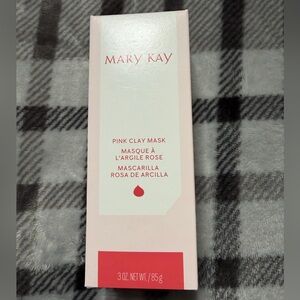 MARY KAY
PINK CLAY MASK
MASQUE À
L'ARGILE ROSE
MASCARILLA
ROSA DE ARCILLA
3 OZ. NET WT. / 85 g